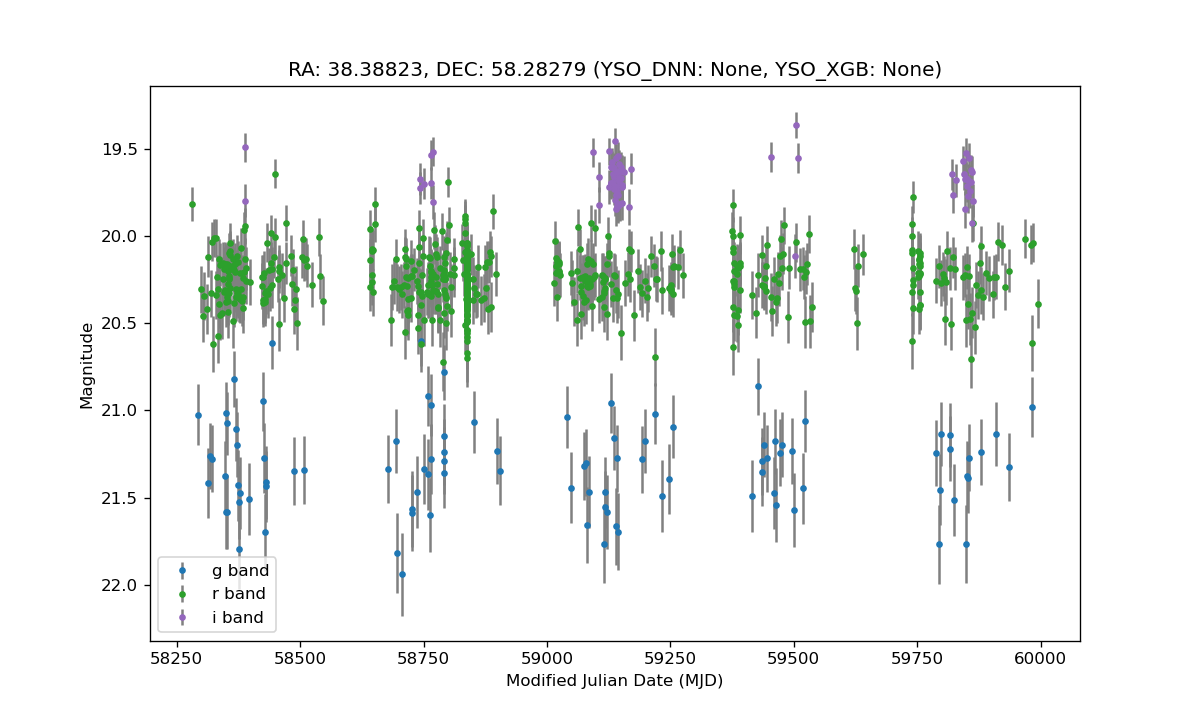 RA: 38.38823, DEC: 58.28279 (YSO_DNN: None, YSO_XGB: None)
19.5
20.0
20.5
21.0
21.5
22.0
Magnitude
g band
r band
i band
58250 58500 58750 59000 59250 59500 59750 60000
Modified Julian Date (MJD)